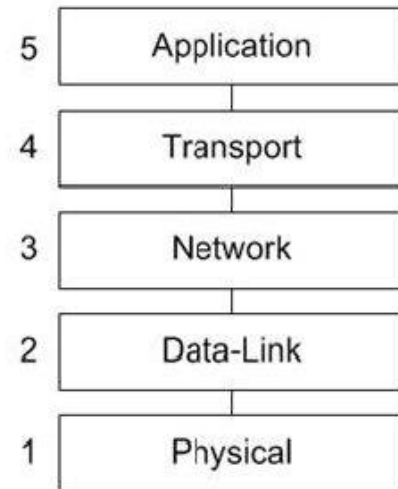 5 Application
4 Transport
3 Network
2 Data-Link
1 Physical